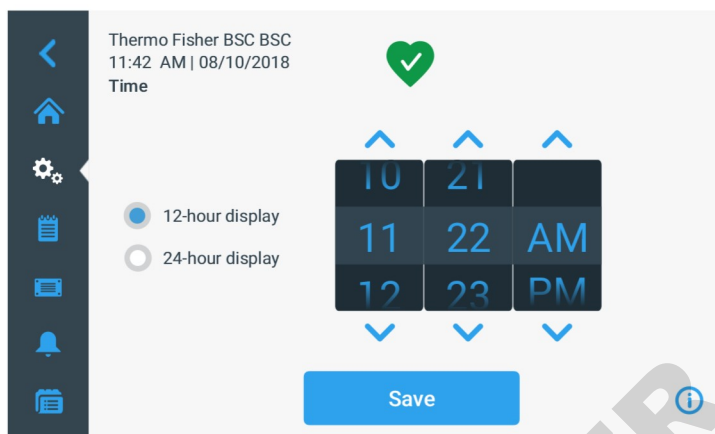 Thermo Fisher BSC BSC
11:42 AM | 08/10/2018
Time
12-hour display
24-hour display
10 21
11 22 AM
12 23 PM
Save